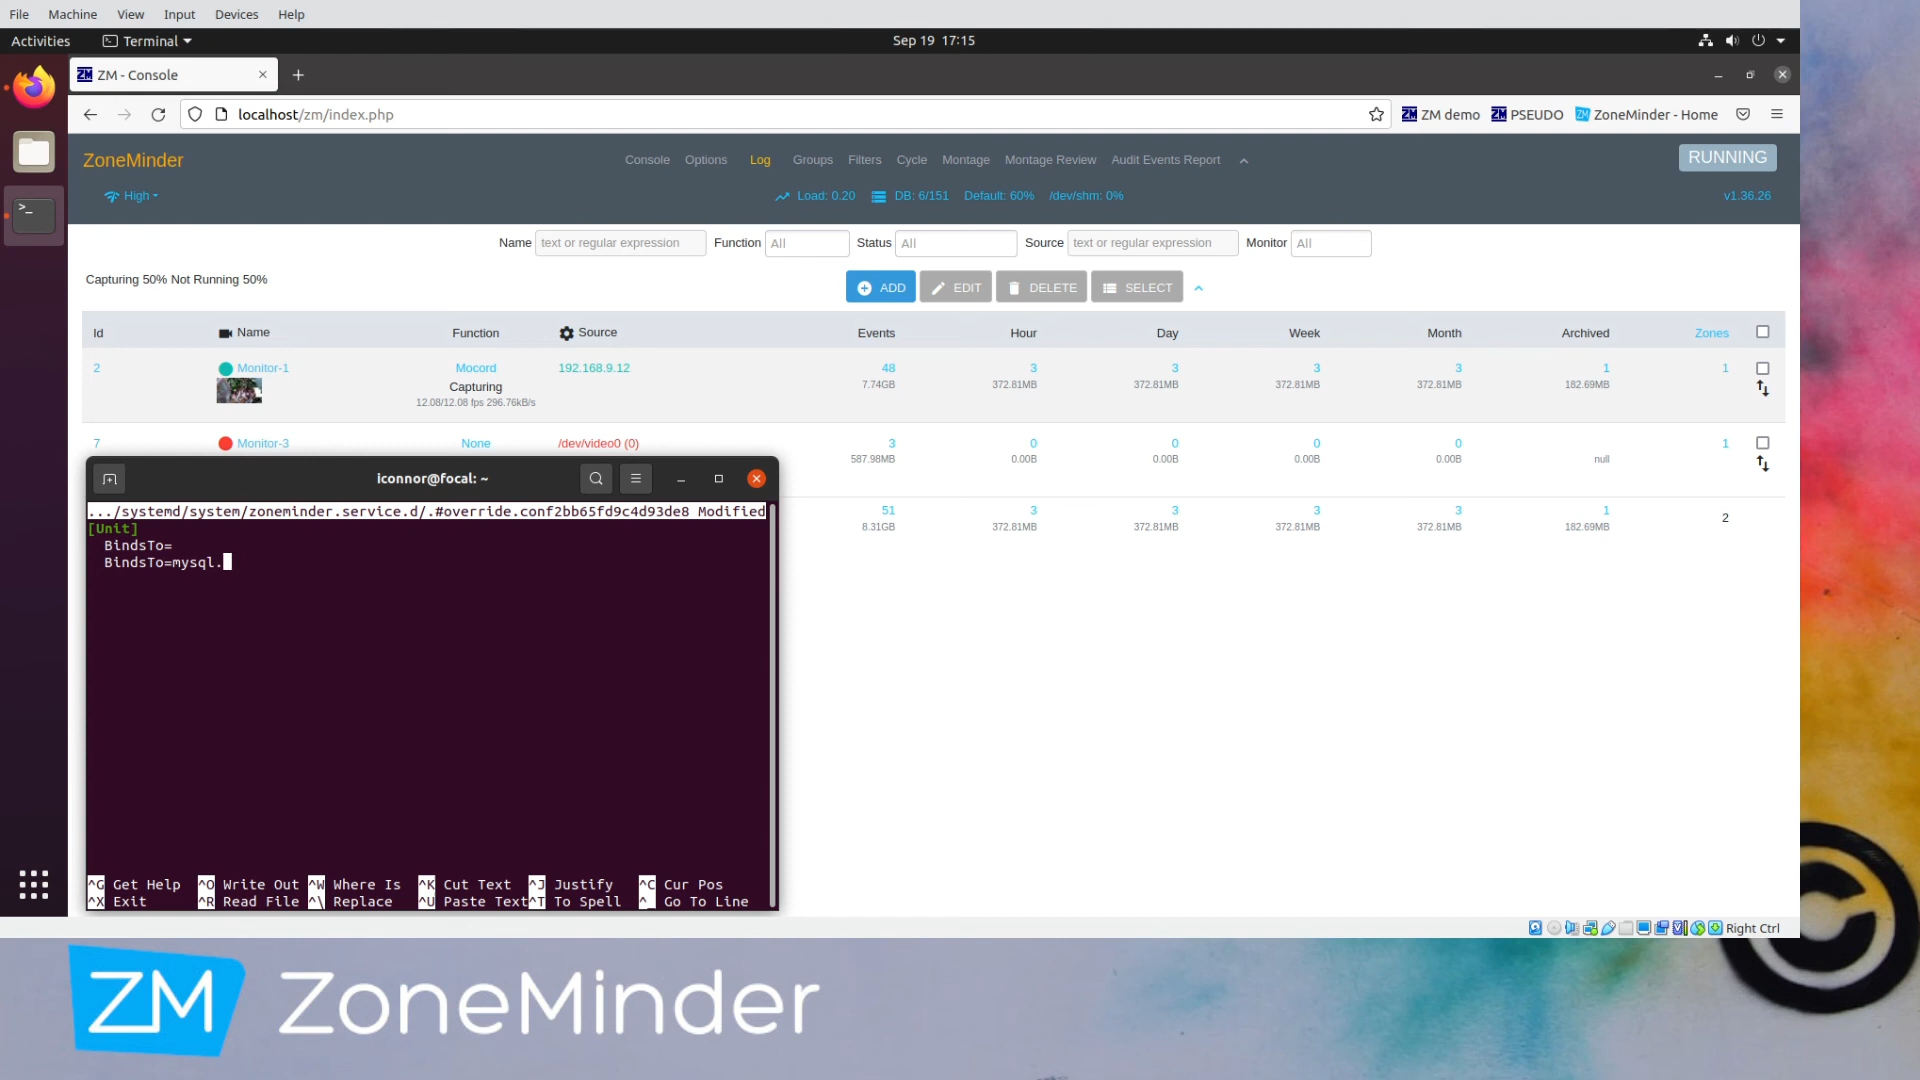 File Machine View Input Devices Help
Activities Terminal Sep 19 17:15
ZM - Console
localhost/zm/index.php ZM demo PSEUDO ZoneMinder - Home
ZoneMinder Console Options Log Groups Filters Cycle Montage Montage Review Audit Events Report RUNNING
High Load: 0.20 DB: 6/151 Default: 60% /dev/shm: 0% v1.36.26
Name text or regular expression Function All Status All Source text or regular expression Monitor All
Capturing 50% Not Running 50% ADD EDIT DELETE SELECT
Id Name Function Source Events Hour Day Week Month Archived Zones
2 Monitor-1 Mocord 192.168.9.12 48 3 3 3 3 1 1
Capturing 7.74GB 372.81MB 372.81MB 372.81MB 372.81MB 182.69MB
12.08/12.08 fps 296.76kB/s
7 Monitor-3 None /dev/video0 (0) 3 0 0 0 0 1
587.98MB 0.00B 0.00B 0.00B 0.00B null
51 3 3 3 3 1 2
8.31GB 372.81MB 372.81MB 372.81MB 372.81MB 182.69MB
iconnor@focal: ~
.../systemd/system/zoneminder.service.d/.#override.conf2bb65fd9c4d93de8 Modified
[Unit]
BindsTo=
BindsTo=mysql.
^G Get Help ^O Write Out ^W Where Is ^K Cut Text ^J Justify ^C Cur Pos
^X Exit ^R Read File ^\ Replace ^U Paste Text ^T To Spell ^_ Go To Line
Right Ctrl
ZM ZoneMinder